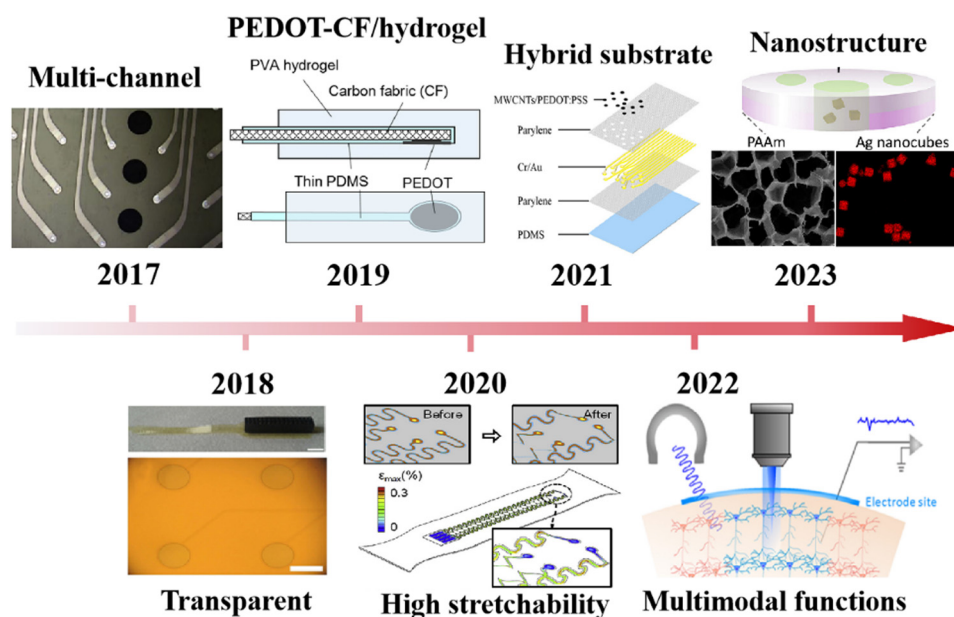 Multi-channel
PEDOT-CF/hydrogel
PVA hydrogel
Carbon fabric (CF)
Thin PDMS
PEDOT
Hybrid substrate
MWCNTs/PEDOT:PSS
Parylene
Cr/Au
Parylene
PDMS
Nanostructure
PAAm
Ag nanocubes
2017
2019
2021
2023
2018
2020
2022
Before
After
εmax(%)
0.3
0
Electrode site
Transparent
High stretchability
Multimodal functions